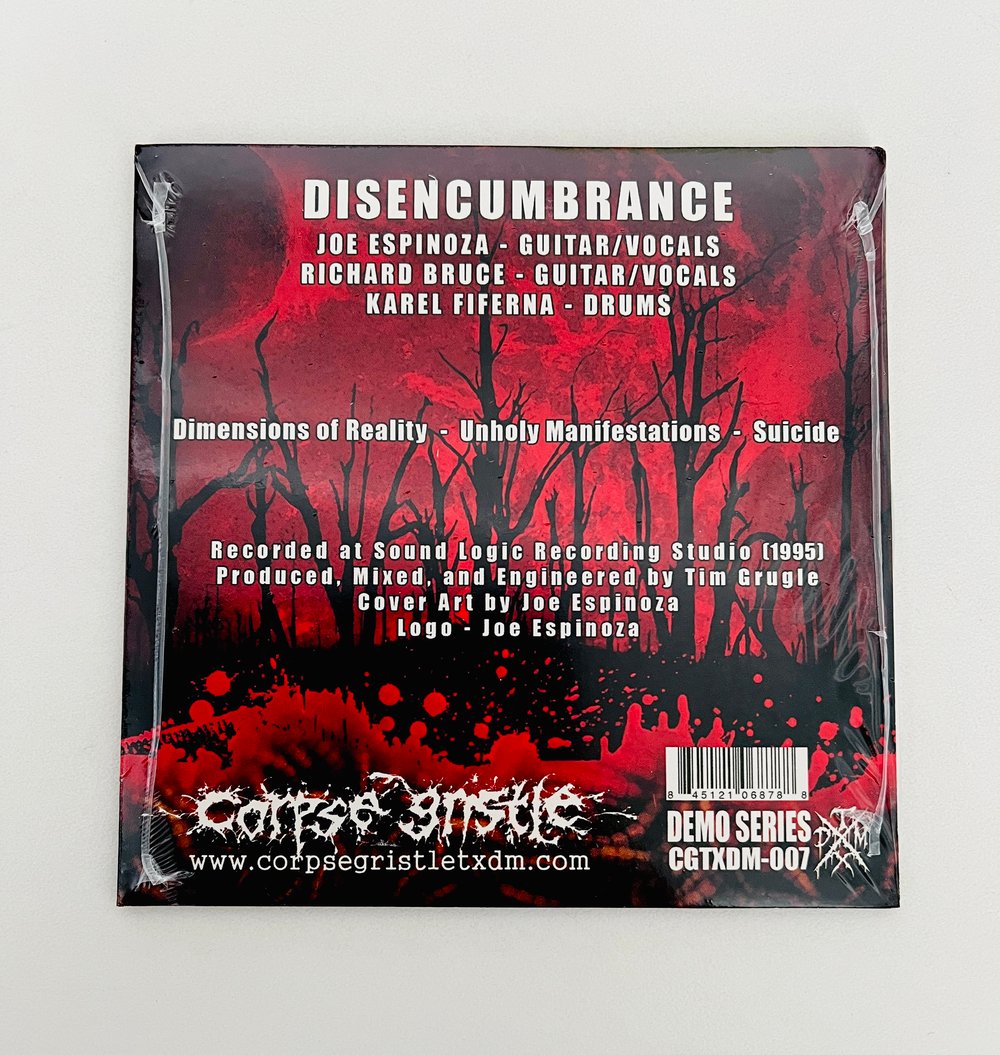 DISENCUMBRANCE
JOE ESPINOZA - GUITAR/VOCALS
RICHARD BRUCE - GUITAR/VOCALS
KAREL FIFERNA - DRUMS
Dimensions of Reality - Unholy Manifestations - Suicide
Recorded at Sound Logic Recording Studio (1995)
Produced, Mixed, and Engineered by Tim Grugle
Cover Art by Joe Espinoza
Logo - Joe Espinoza
corpse gristle
www.corpsegristletxdm.com
8 45121 06878 8
DEMO SERIES
CGTXDM-007
TXDM